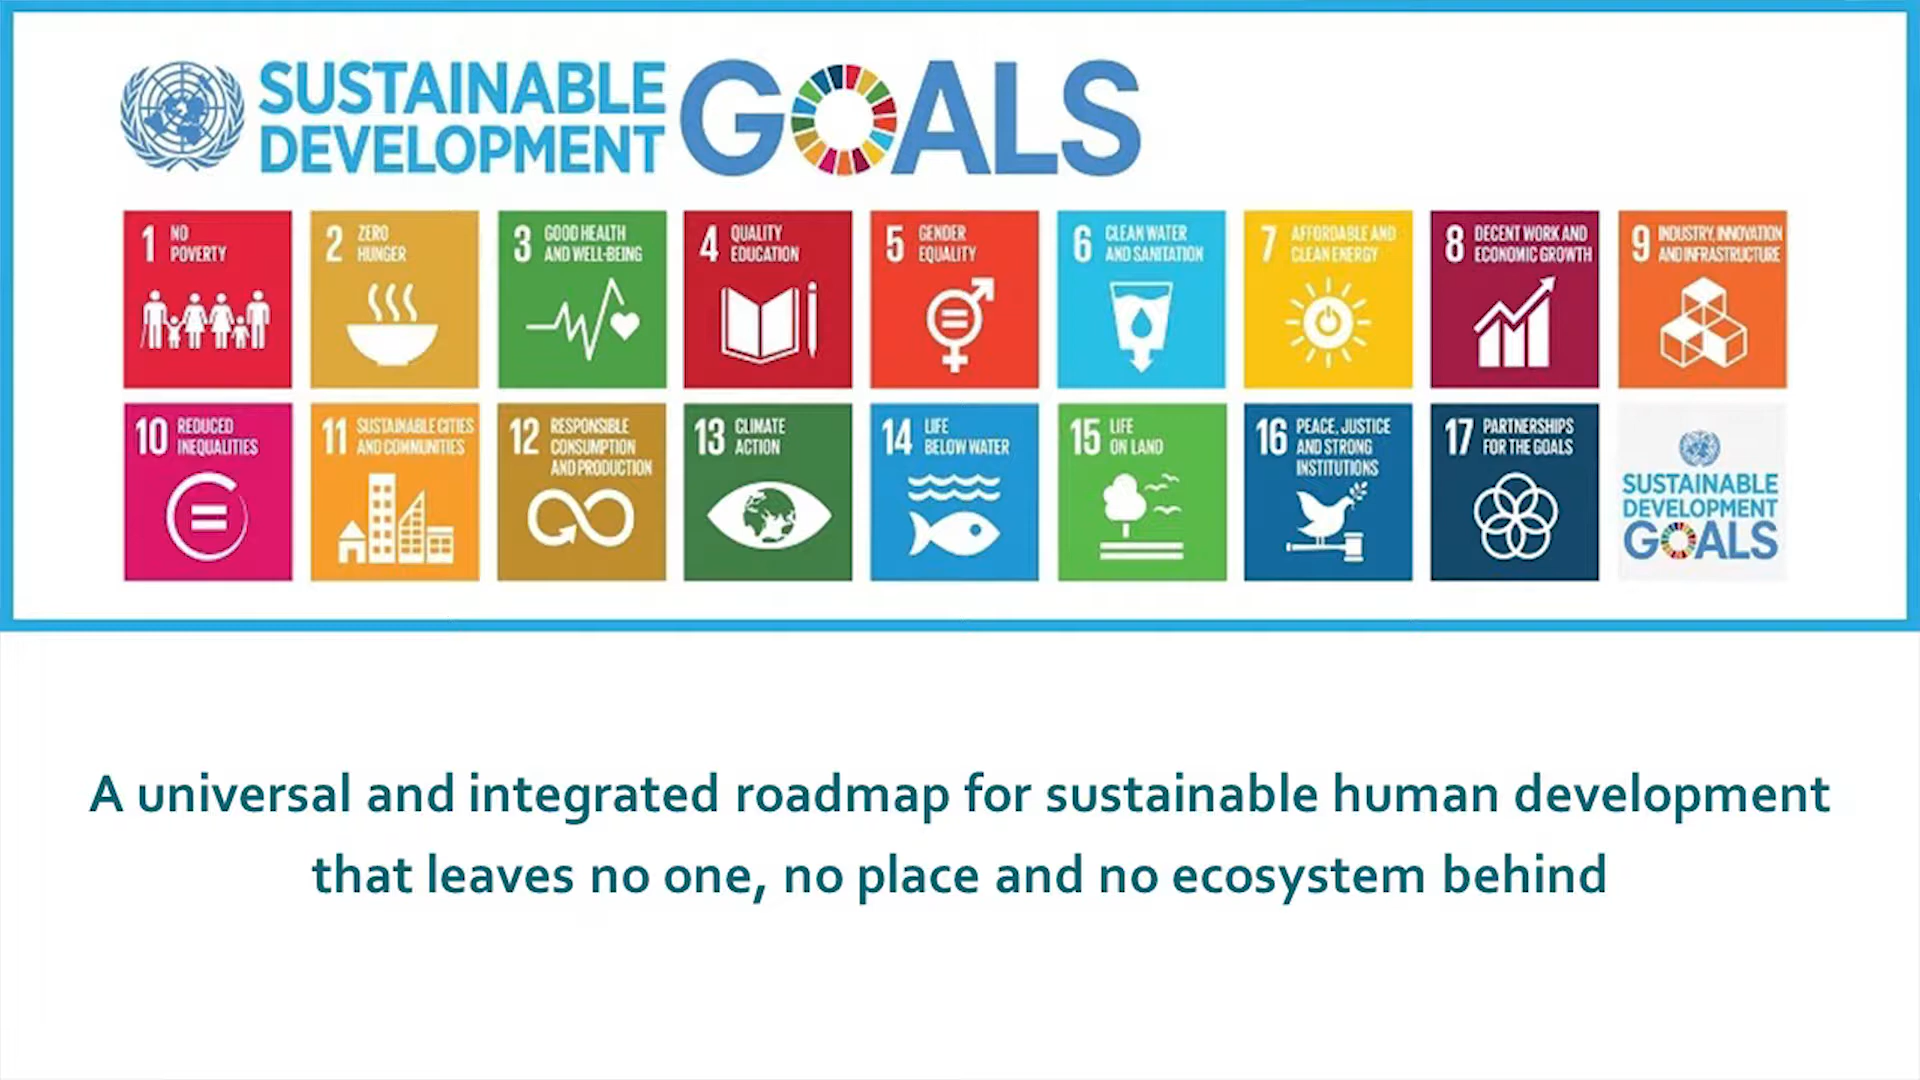 SUSTAINABLE
DEVELOPMENT
GOALS
1 NO
POVERTY
2 ZERO
HUNGER
3 GOOD HEALTH
AND WELL-BEING
4 QUALITY
EDUCATION
5 GENDER
EQUALITY
6 CLEAN WATER
AND SANITATION
7 AFFORDABLE AND
CLEAN ENERGY
8 DECENT WORK AND
ECONOMIC GROWTH
9 INDUSTRY, INNOVATION
AND INFRASTRUCTURE
10 REDUCED
INEQUALITIES
11 SUSTAINABLE CITIES
AND COMMUNITIES
12 RESPONSIBLE
CONSUMPTION
AND PRODUCTION
13 CLIMATE
ACTION
14 LIFE
BELOW WATER
15 LIFE
ON LAND
16 PEACE, JUSTICE
AND STRONG
INSTITUTIONS
17 PARTNERSHIPS
FOR THE GOALS
SUSTAINABLE
DEVELOPMENT
GOALS
A universal and integrated roadmap for sustainable human development
that leaves no one, no place and no ecosystem behind